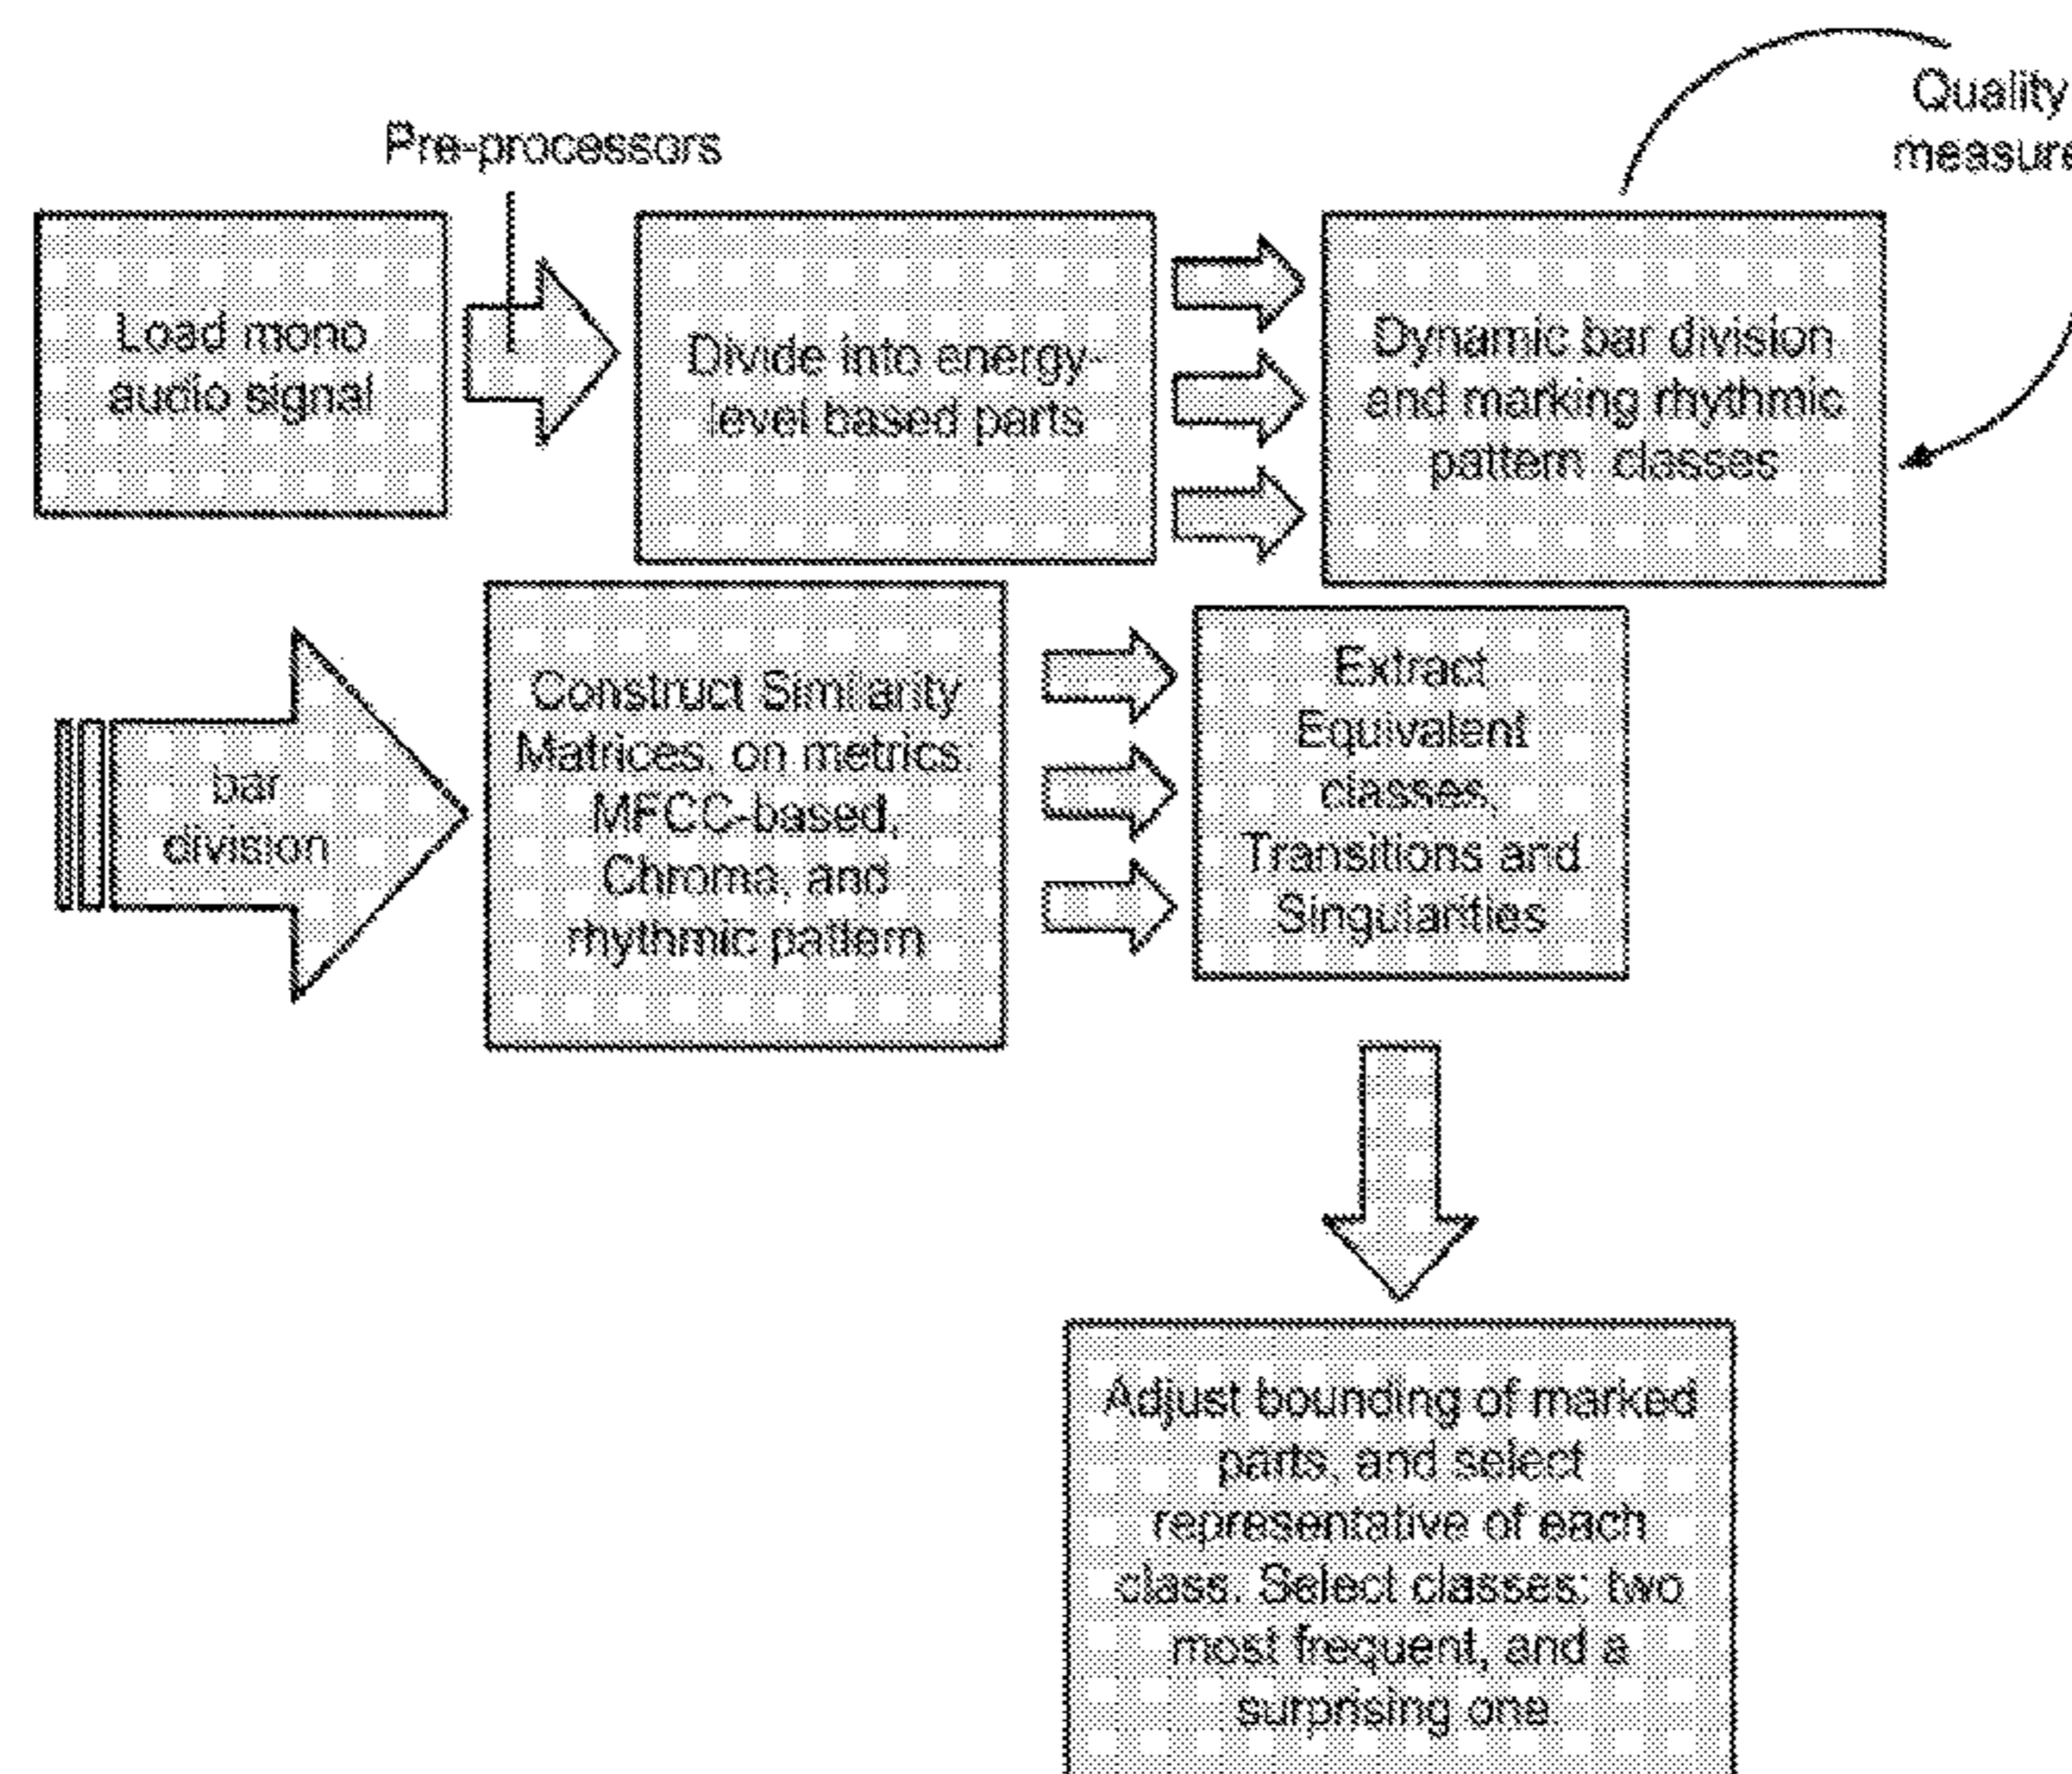 Quality
measure
Pre-processors
Load mono
audio signal
Divide into energy-
level based parts
Dynamic bar division
and marking rhythmic
pattern classes
bar
division
Construct Similarity
Matrices, on metrics:
MFCC-based,
Chroma, and
rhythmic pattern
Extract
Equivalent
classes,
Transitions and
Singularities
Adjust bounding of marked
parts, and select
representative of each
class. Select classes: two
most frequent, and a
surprising one